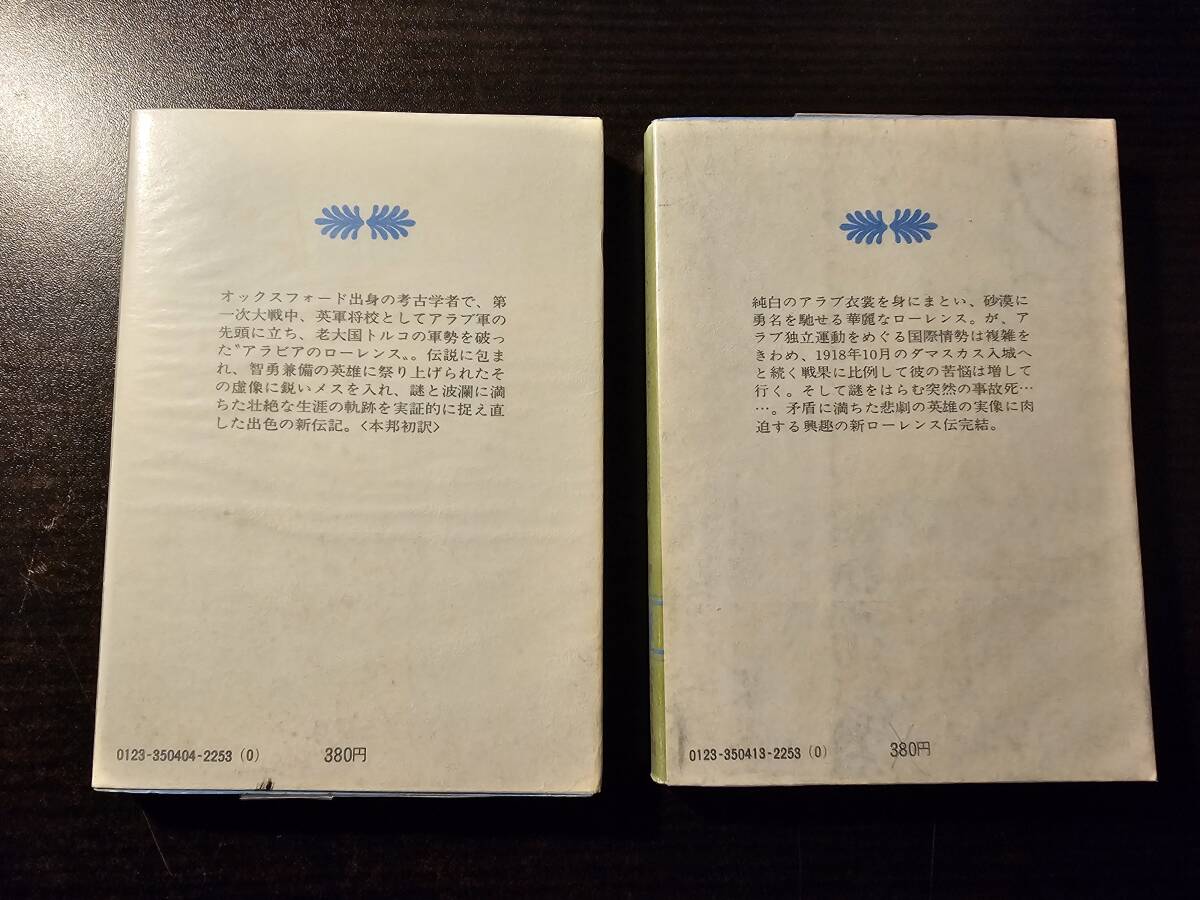 オックスフォード出身の考古学者で、第
一次大戦中、英軍将校としてアラブ軍の
先頭に立ち、老大国トルコの軍勢を破っ
た〝アラビアのローレンス〟。伝説に包ま
れ、智勇兼備の英雄に祭り上げられたそ
の虚像に鋭いメスを入れ、謎と波瀾に満
ちた壮絶な生涯の軌跡を実証的に捉え直
した出色の新伝記。〈本邦初訳〉
0123-350404-2253 (0) 380円
純白のアラブ衣裳を身にまとい、砂漠に
勇名を馳せる華麗なローレンス。が、ア
ラブ独立運動をめぐる国際情勢は複雑を
きわめ、1918年10月のダマスカス入城へ
と続く戦果に比例して彼の苦悩は増して
行く。そして謎をはらむ突然の事故死…
…。矛盾に満ちた悲劇の英雄の実像に肉
迫する興趣の新ローレンス伝完結。
0123-350413-2253 (0) 380円